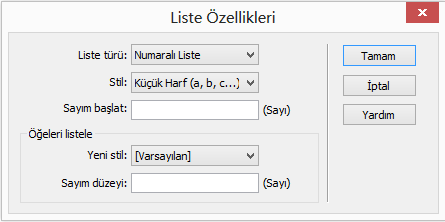 Liste Özellikleri
Liste türü: Numaralı Liste
Tamam
Stil: Küçük Harf (a, b, c...)
İptal
Sayım başlat: (Sayı)
Yardım
Öğeleri listele
Yeni stil: [Varsayılan]
Sayım düzeyi: (Sayı)